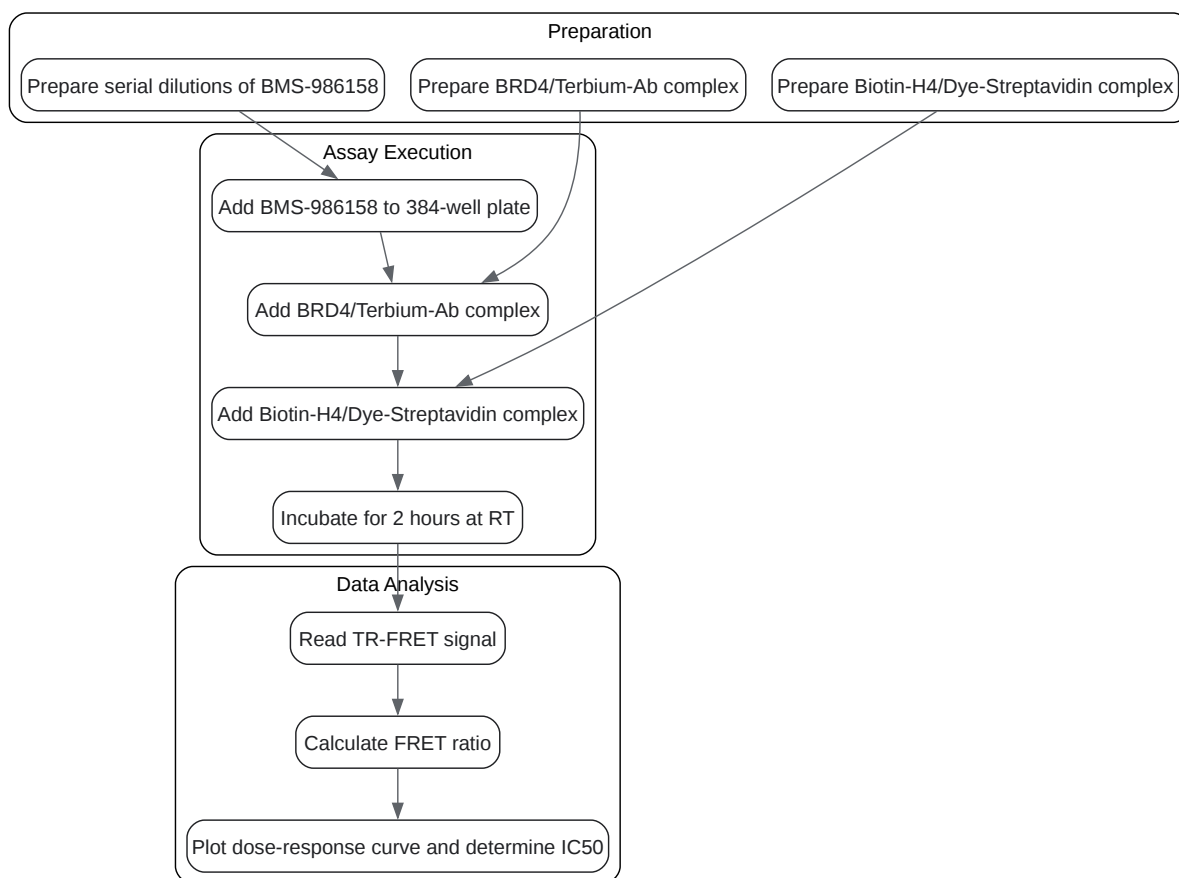 Preparation
Prepare serial dilutions of BMS-986158
Prepare BRD4/Terbium-Ab complex
Prepare Biotin-H4/Dye-Streptavidin complex
Assay Execution
Add BMS-986158 to 384-well plate
Add BRD4/Terbium-Ab complex
Add Biotin-H4/Dye-Streptavidin complex
Incubate for 2 hours at RT
Data Analysis
Read TR-FRET signal
Calculate FRET ratio
Plot dose-response curve and determine IC50